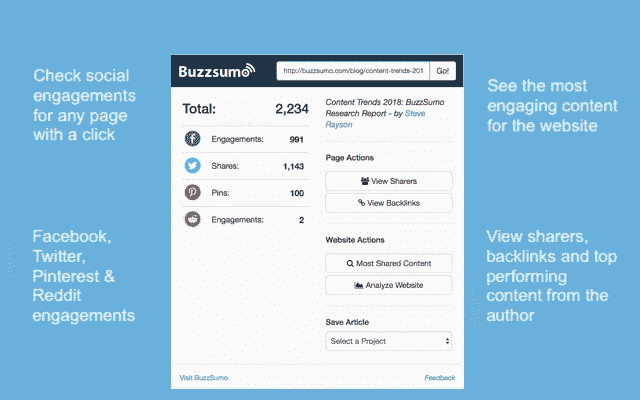 Check social
engagements
for any page
with a click
Facebook,
Twitter,
Pinterest &
Reddit
engagements
Buzzsumo
http://buzzsumo.com/blog/content-trends-201
Go!
Total: 2,234
Engagements: 991
Shares: 1,143
Pins: 100
Engagements: 2
Content Trends 2018: BuzzSumo
Research Report - by Steve
Rayson
Page Actions
View Sharers
View Backlinks
Website Actions
Most Shared Content
Analyze Website
Save Article
Select a Project
Visit BuzzSumo
Feedback
See the most
engaging content
for the website
View sharers,
backlinks and top
performing
content from the
author